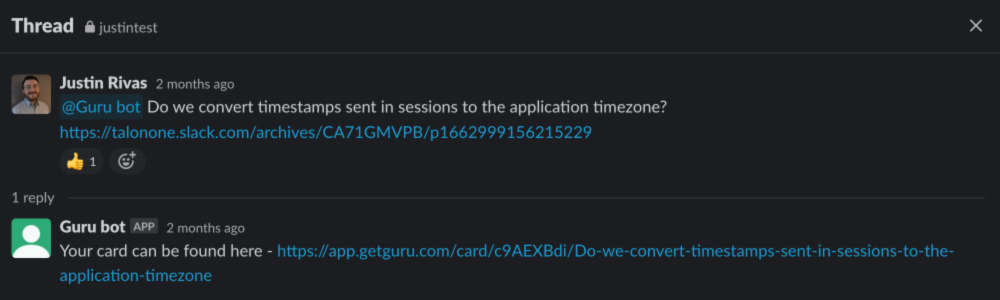 Thread justintest
Justin Rivas 2 months ago
@Guru bot Do we convert timestamps sent in sessions to the application timezone?
https://talonone.slack.com/archives/CA71GMVPB/p1662999156215229
1
1 reply
Guru bot APP 2 months ago
Your card can be found here - https://app.getguru.com/card/c9AEXBdi/Do-we-convert-timestamps-sent-in-sessions-to-the-
application-timezone